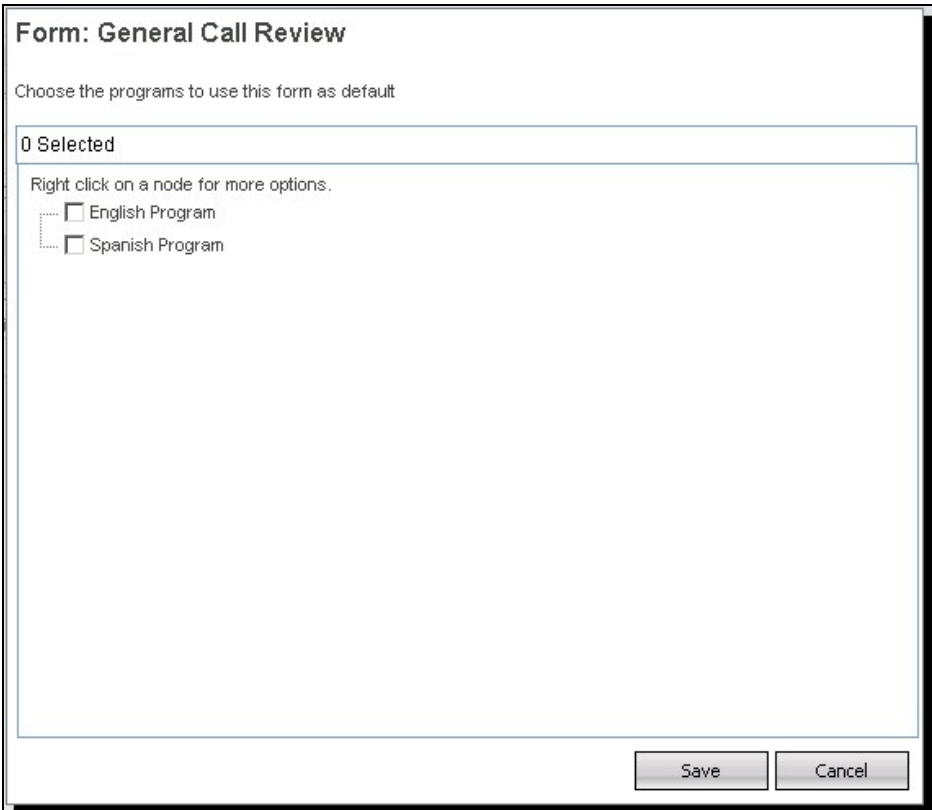 Form: General Call Review
Choose the programs to use this form as default
0 Selected
Right click on a node for more options.
English Program
Spanish Program
Save Cancel